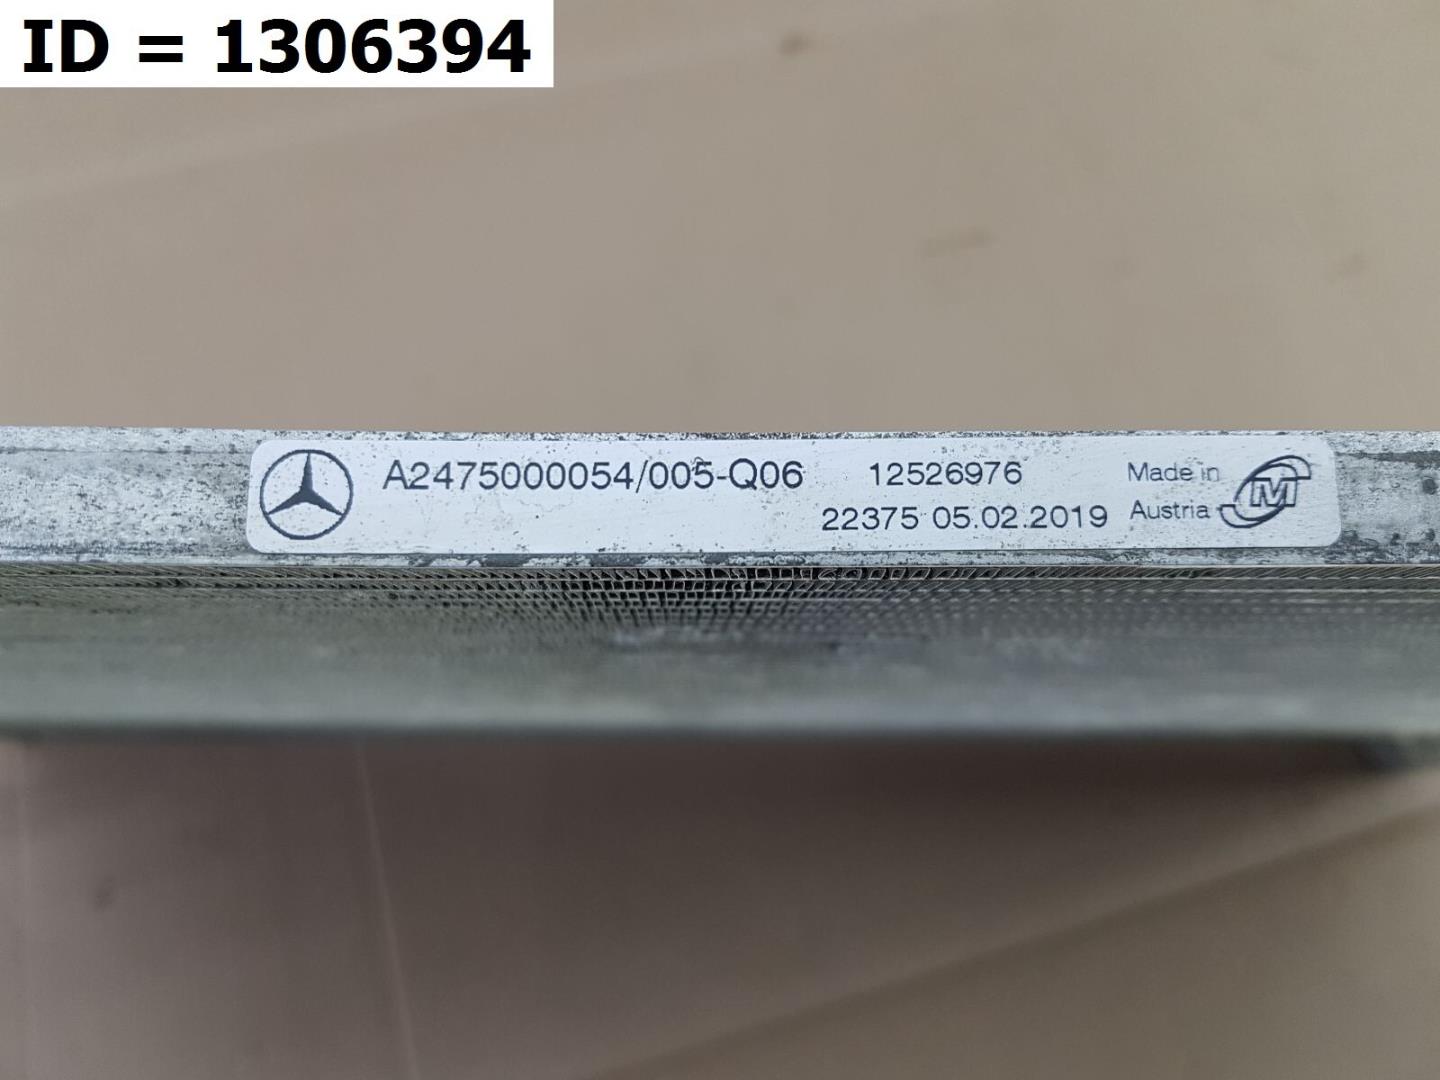 ID = 1306394
A2475000054/005-Q06 12526976 Made in
22375 05.02.2019 Austria
M